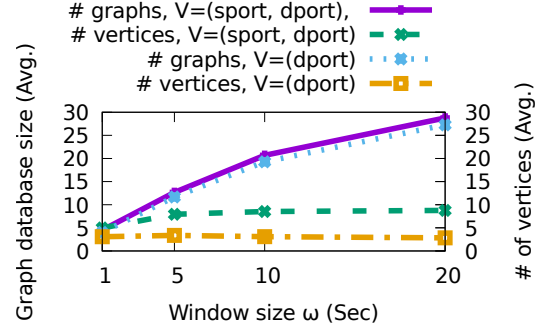 # graphs, V=(sport, dport),
# vertices, V=(sport, dport)
# graphs, V=(dport)
# vertices, V=(dport)
Graph database size (Avg.)
30
25
20
15
10
5
0
30
25
20
15
10
5
0
# of vertices (Avg.)
1 5 10 20
Window size ω (Sec)